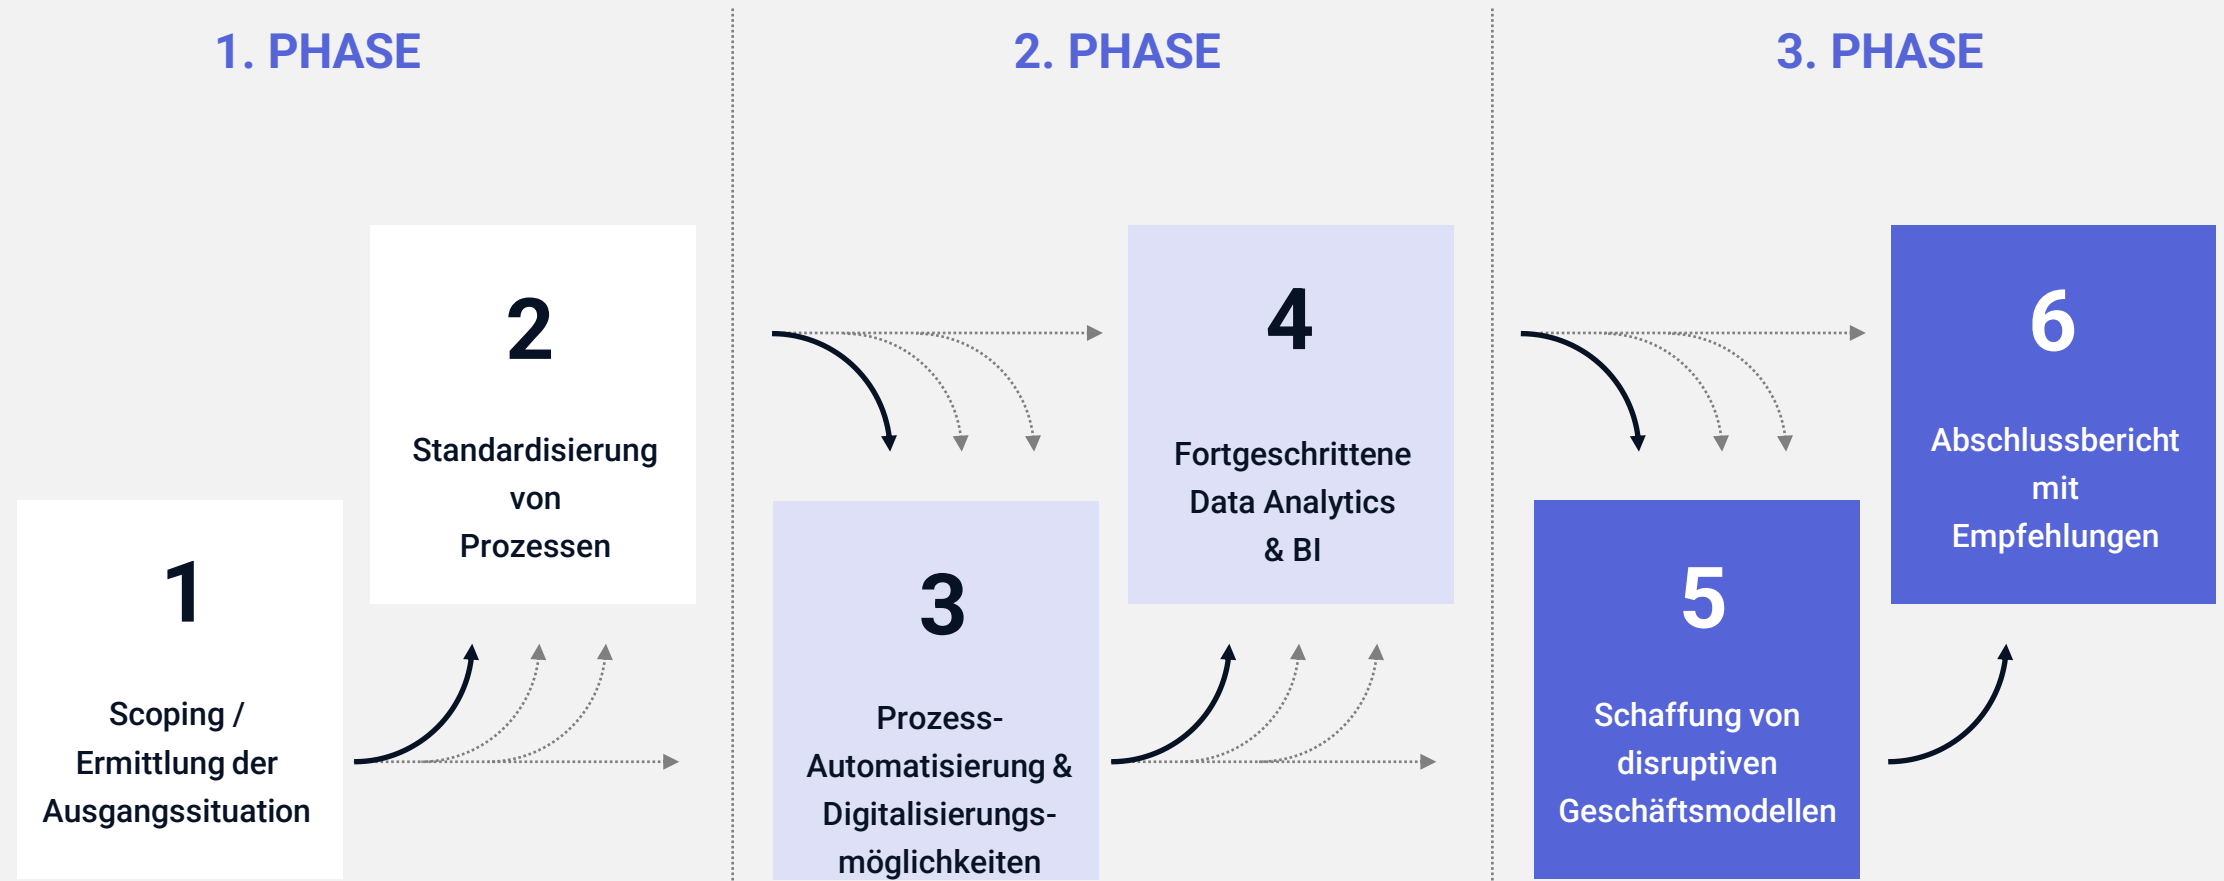 1. PHASE
1
Scoping /
Ermittlung der
Ausgangssituation
2
Standardisierung
von
Prozessen
2. PHASE
3
Prozess-
Automatisierung &
Digitalisierungs-
möglichkeiten
4
Fortgeschrittene
Data Analytics
& BI
3. PHASE
5
Schaffung von
disruptiven
Geschäftsmodellen
6
Abschlussbericht
mit
Empfehlungen